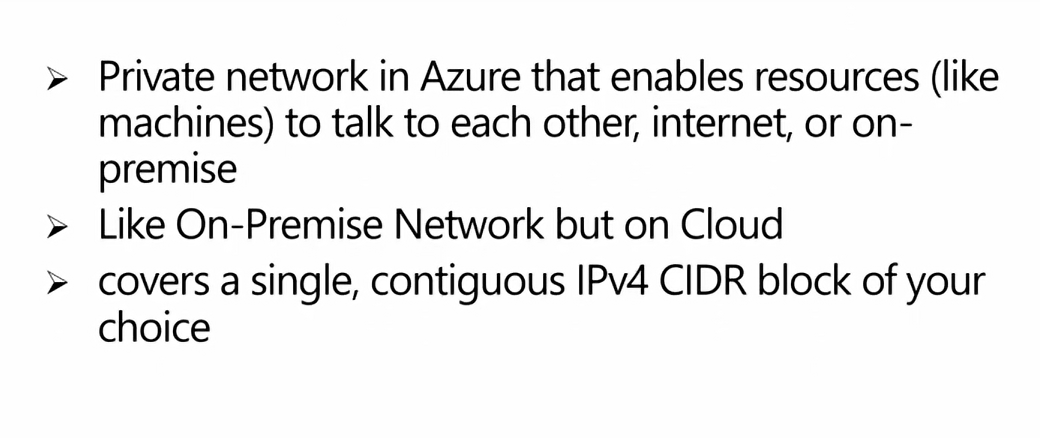 ➢ Private network in Azure that enables resources (like
machines) to talk to each other, internet, or on-
premise
➢ Like On-Premise Network but on Cloud
➢ covers a single, contiguous IPv4 CIDR block of your
choice